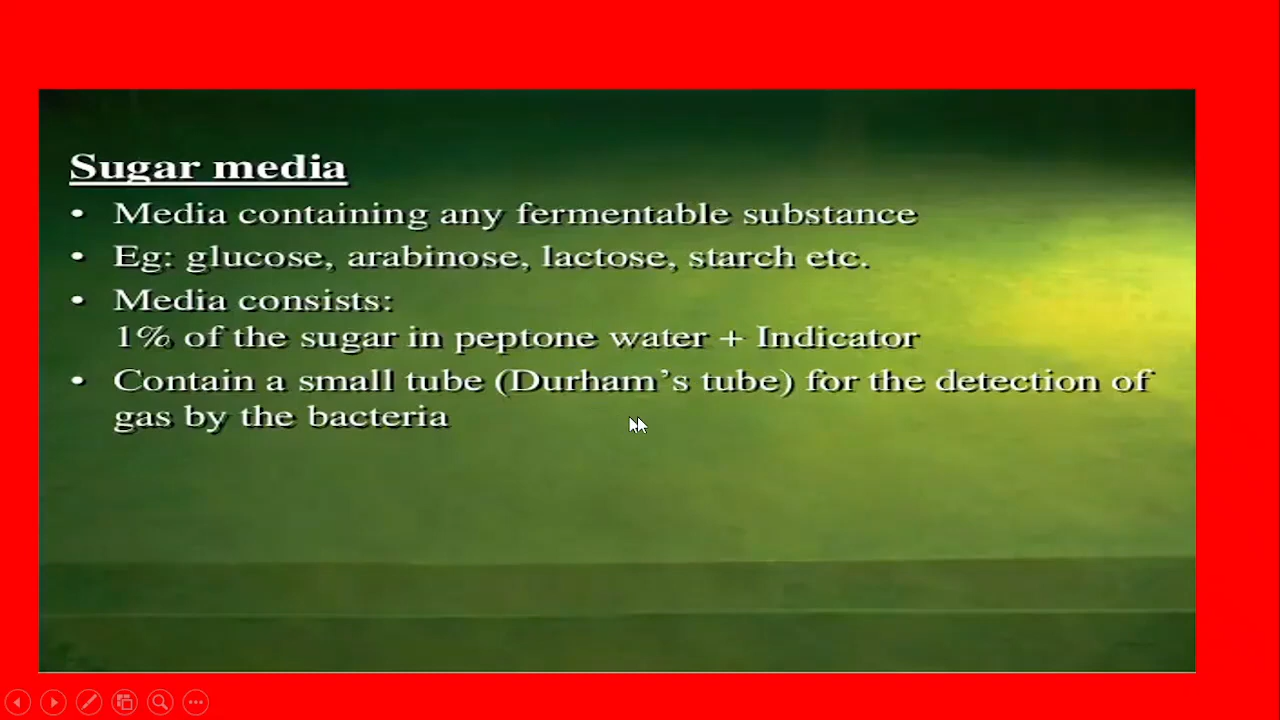 Sugar media
• Media containing any fermentable substance
• Eg: glucose, arabinose, lactose, starch etc.
• Media consists:
1% of the sugar in peptone water + Indicator
• Contain a small tube (Durham's tube) for the detection of
gas by the bacteria